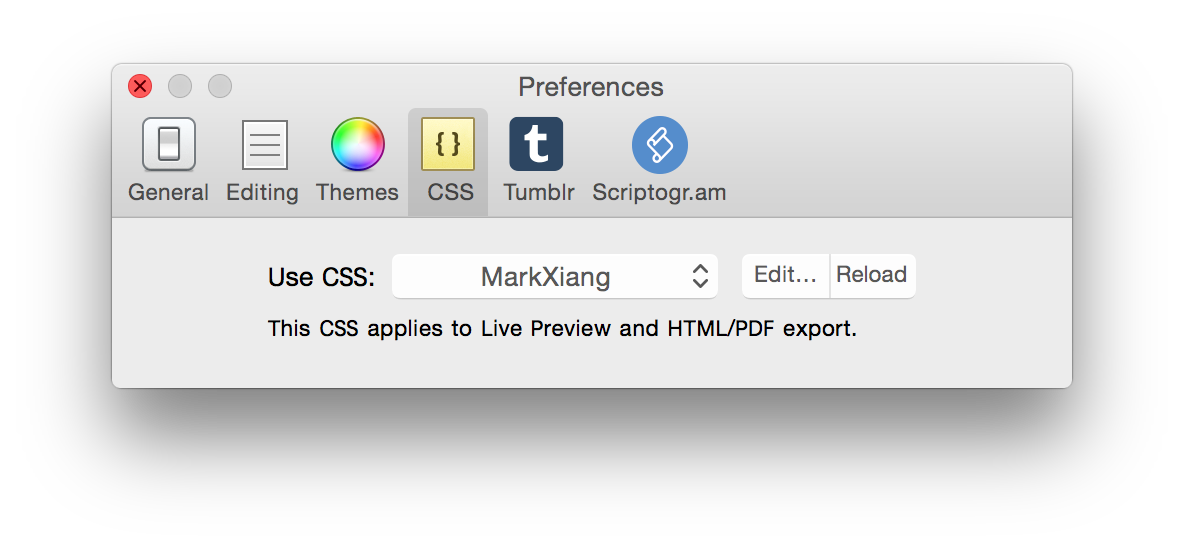 Preferences
General Editing Themes CSS Tumblr Scriptogr.am
Use CSS: MarkXiang Edit... Reload
This CSS applies to Live Preview and HTML/PDF export.